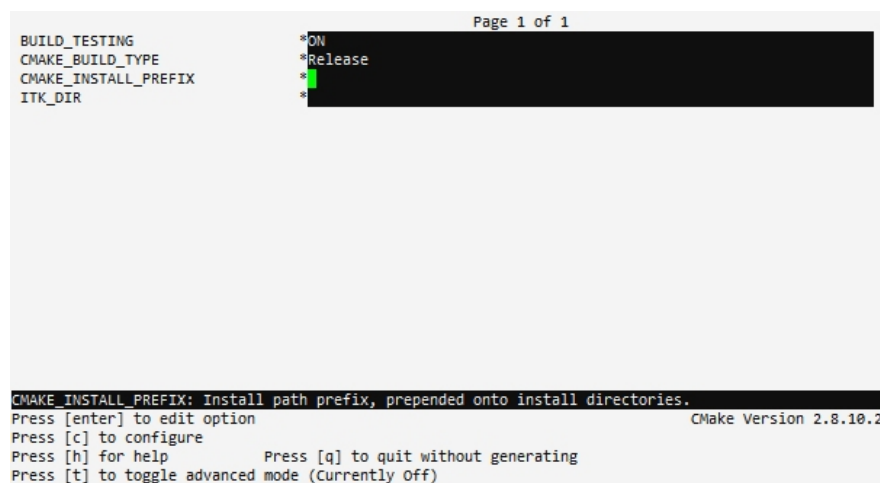 Page 1 of 1
BUILD_TESTING *ON
CMAKE_BUILD_TYPE *Release
CMAKE_INSTALL_PREFIX *
ITK_DIR *
CMAKE_INSTALL_PREFIX: Install path prefix, prepended onto install directories.
Press [enter] to edit option CMake Version 2.8.10.2
Press [c] to configure
Press [h] for help Press [q] to quit without generating
Press [t] to toggle advanced mode (Currently Off)